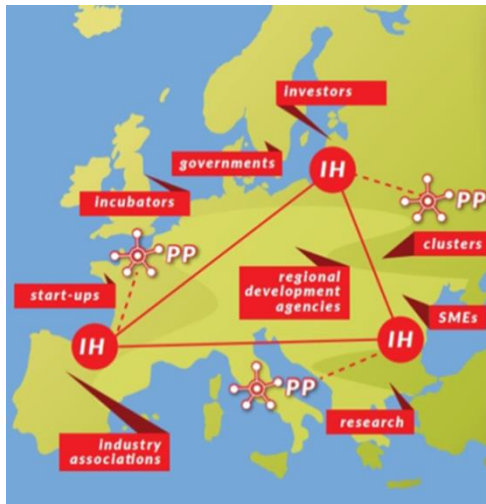 investors
governments
IH
incubators
PP
PP
clusters
start-ups
regional
development
agencies
SMEs
IH
IH
PP
research
industry
associations